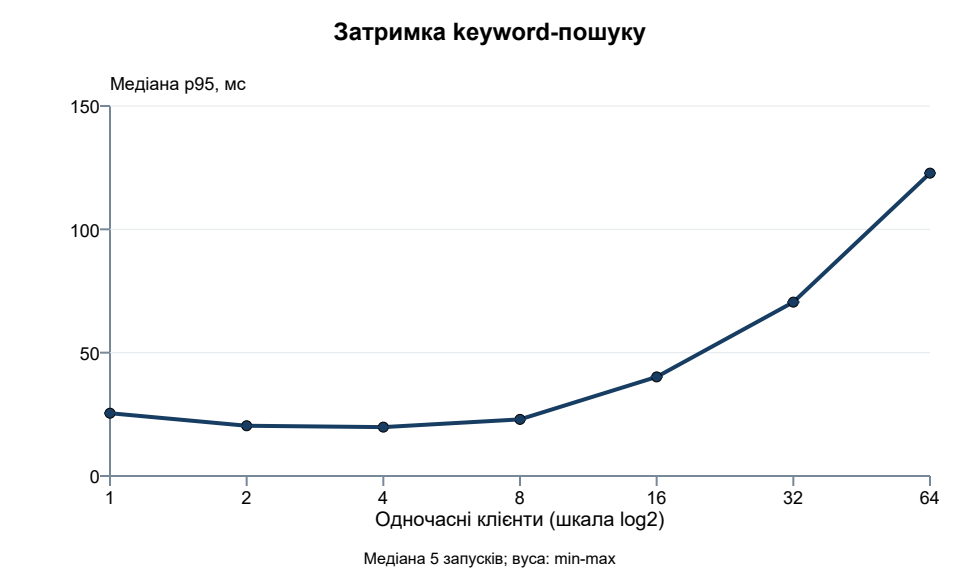 Затримка keyword-пошуку
Медіана p95, мс
150
100
50
0
1 2 4 8 16 32 64
Одночасні клієнти (шкала log2)
Медіана 5 запусків; вуса: min-max